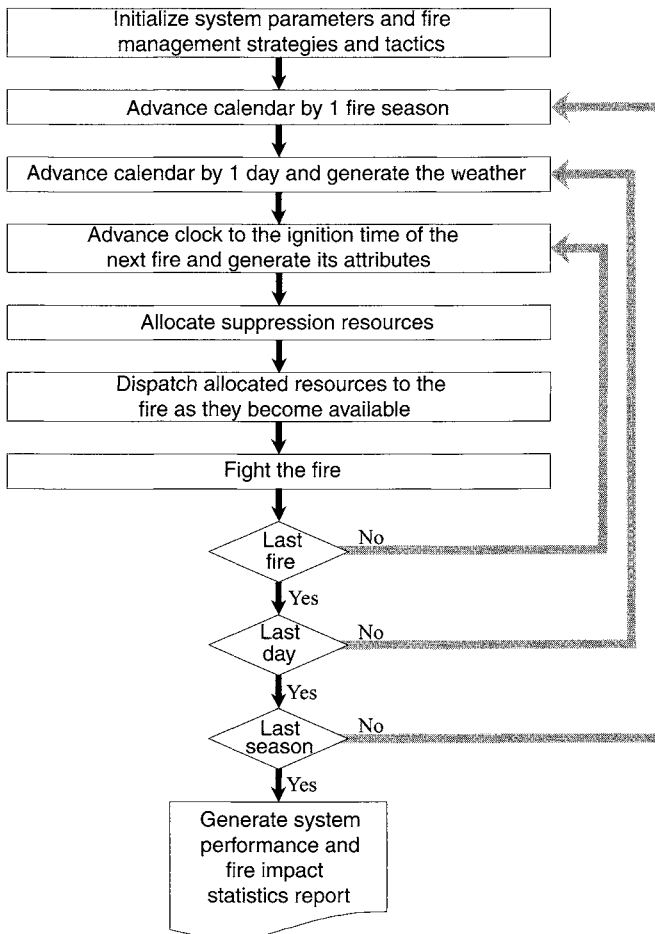 Initialize system parameters and fire
management strategies and tactics
Advance calendar by 1 fire season
Advance calendar by 1 day and generate the weather
Advance clock to the ignition time of the
next fire and generate its attributes
Allocate suppression resources
Dispatch allocated resources to the
fire as they become available
Fight the fire
Last
fire
No
Yes
Last
day
No
Yes
Last
season
No
Yes
Generate system
performance and
fire impact
statistics report